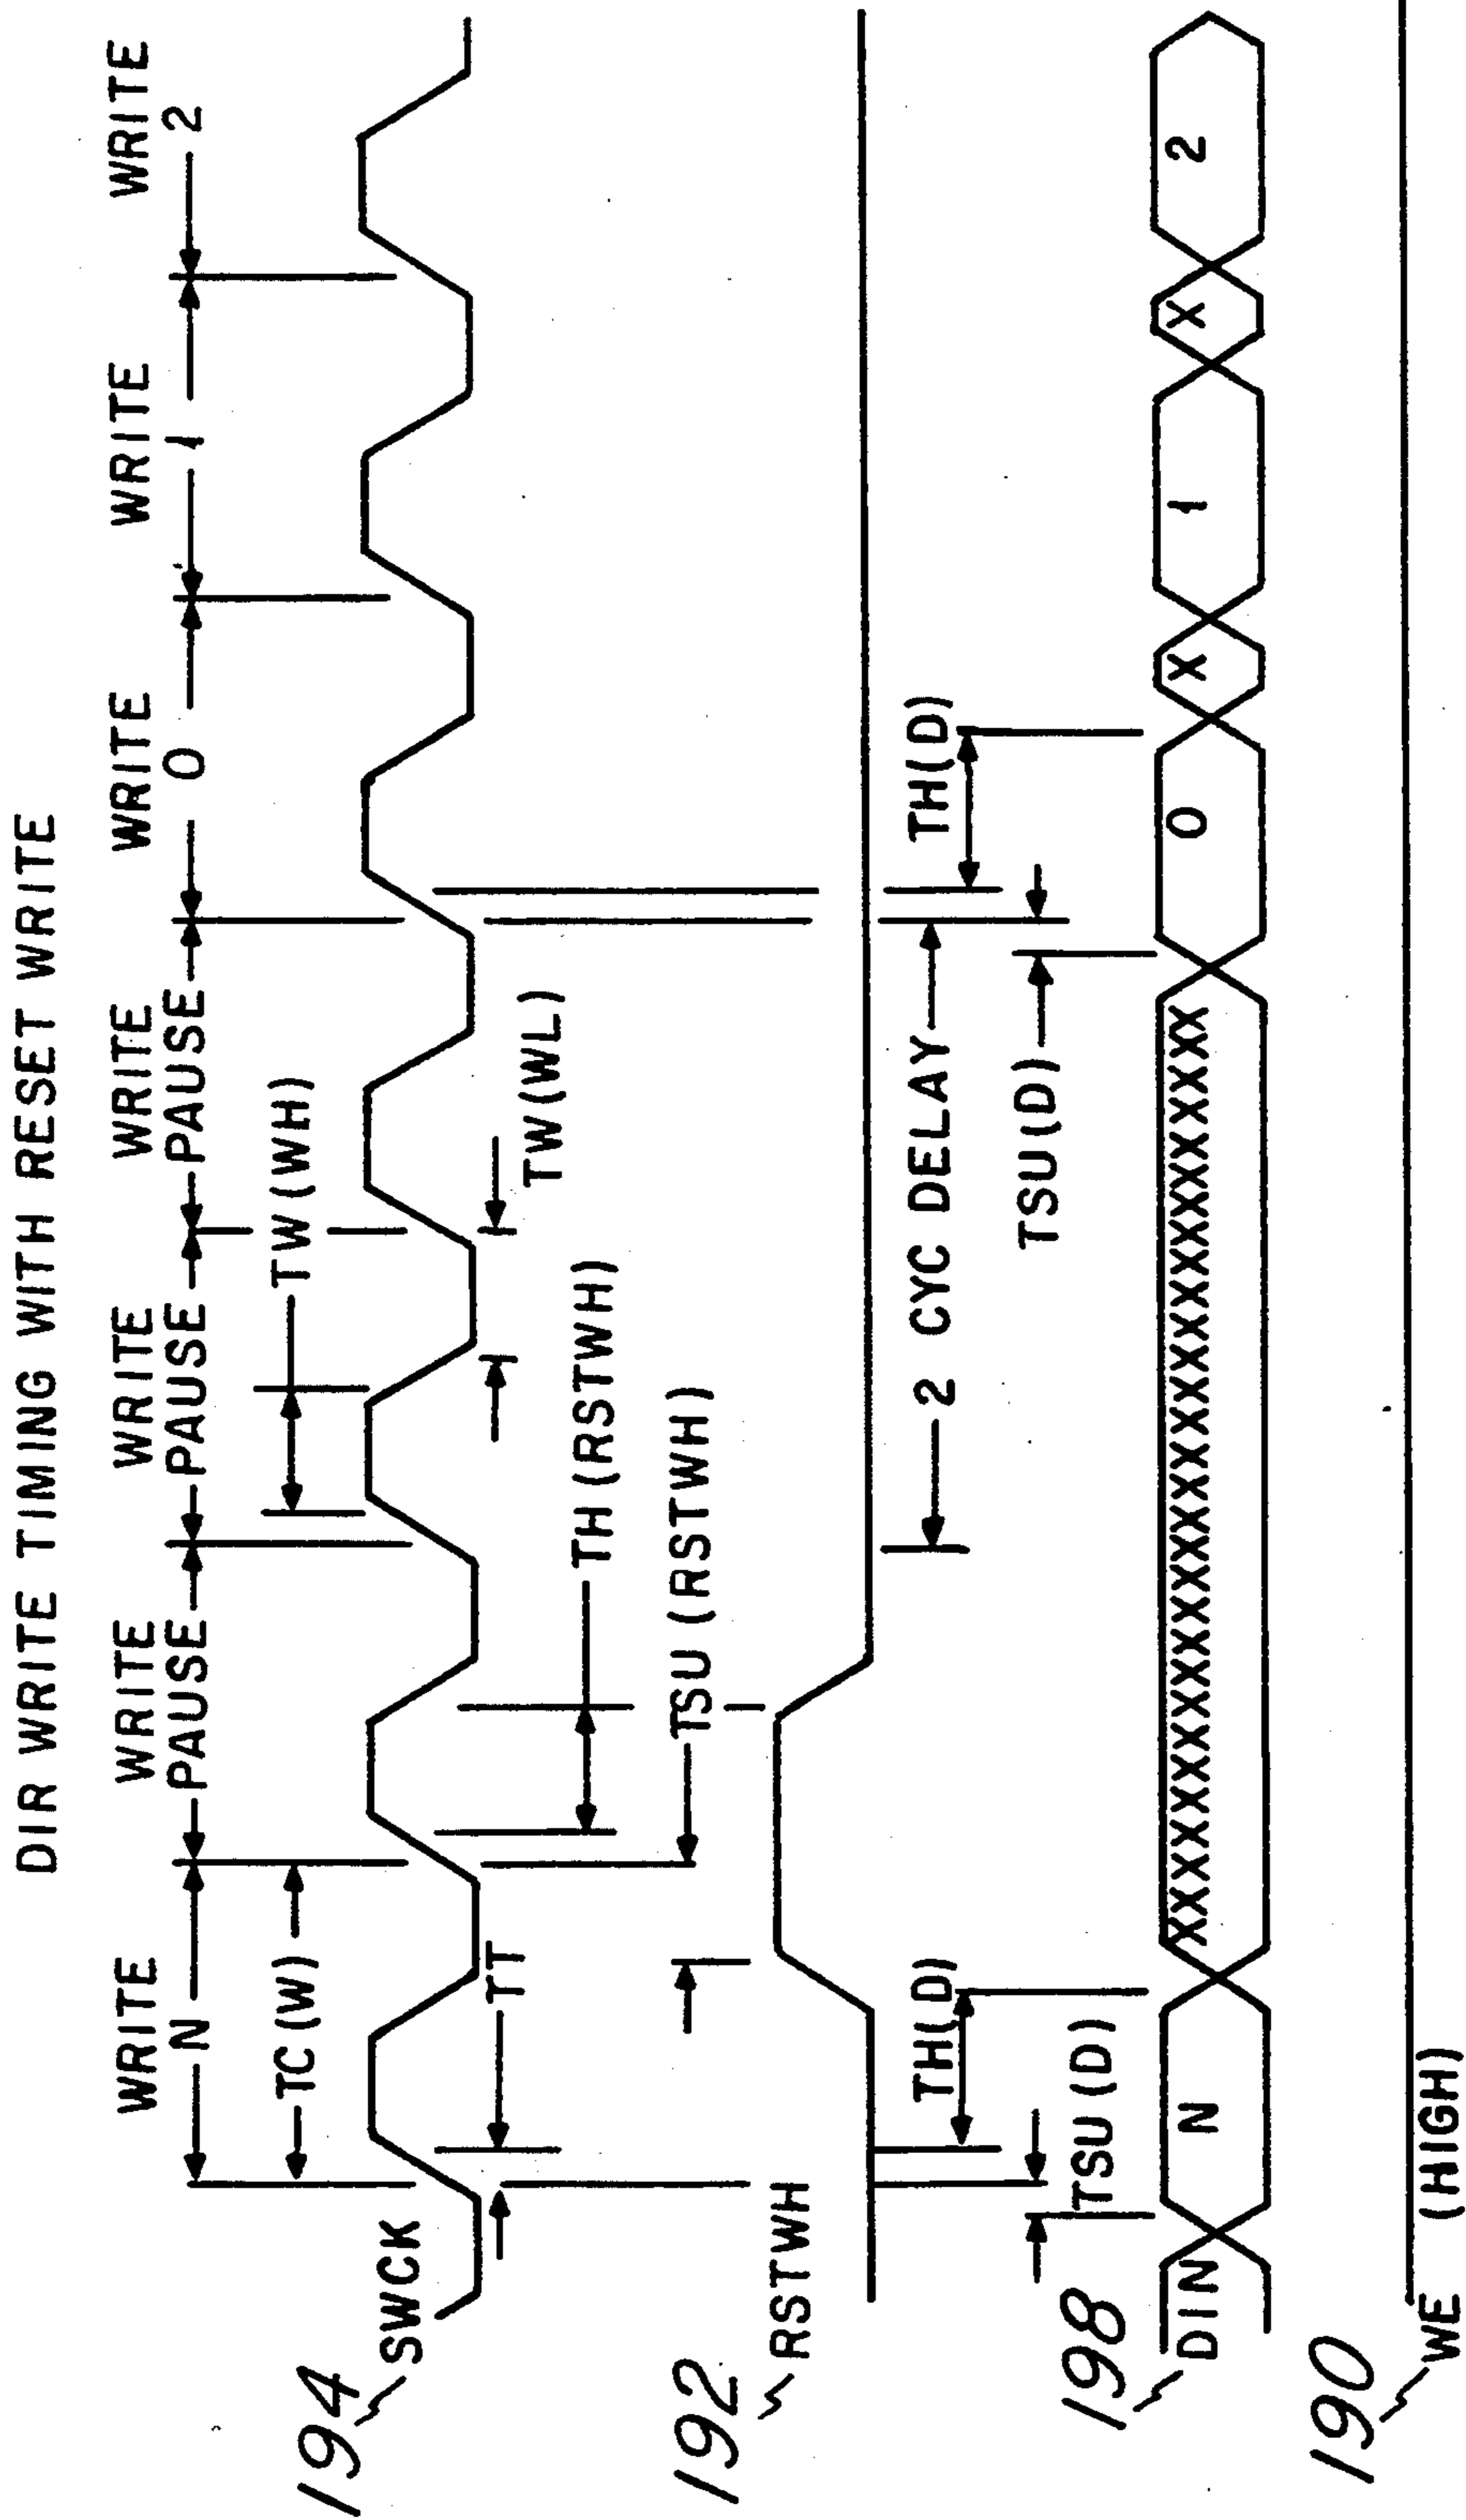 DIR WRITE TIMING WITH RESET WRITE
WRITE N
WRITE PAUSE
WRITE PAUSE
WRITE PAUSE
WRITE 0
WRITE 1
WRITE 2
TC(W)
TW(WH)
194
SWCK
TT
TW(WL)
TH(RSTWH)
TSU(RSTWH)
192
RSTWH
TH(D)
2 CYC DELAY
TH(D)
TSU(D)
TSU(D)
198
DIN
N
XXXXXXXXXXXXXXXXXXXXXXXXXXXXXXXXXX
0
X
1
X
2
190
WE (HIGH)